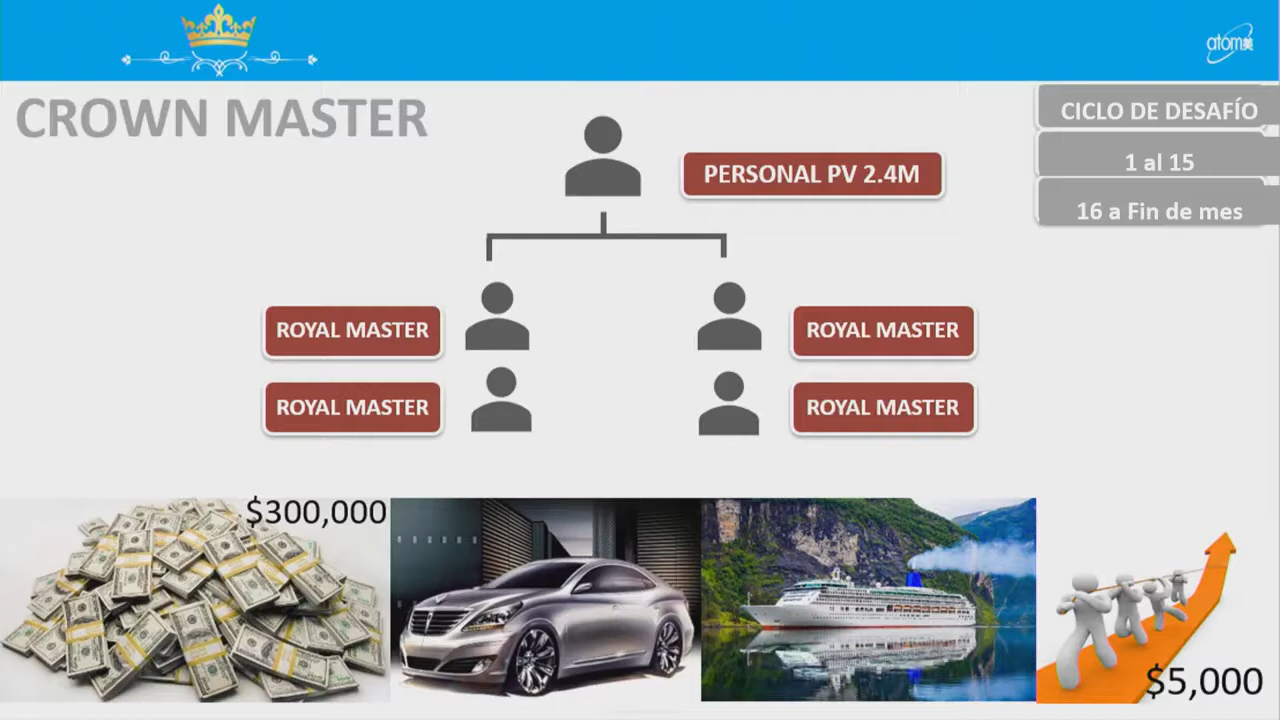 atomy
CROWN MASTER
CICLO DE DESAFÍO
1 al 15
16 a Fin de mes
PERSONAL PV 2.4M
ROYAL MASTER
ROYAL MASTER
ROYAL MASTER
ROYAL MASTER
$300,000
$5,000